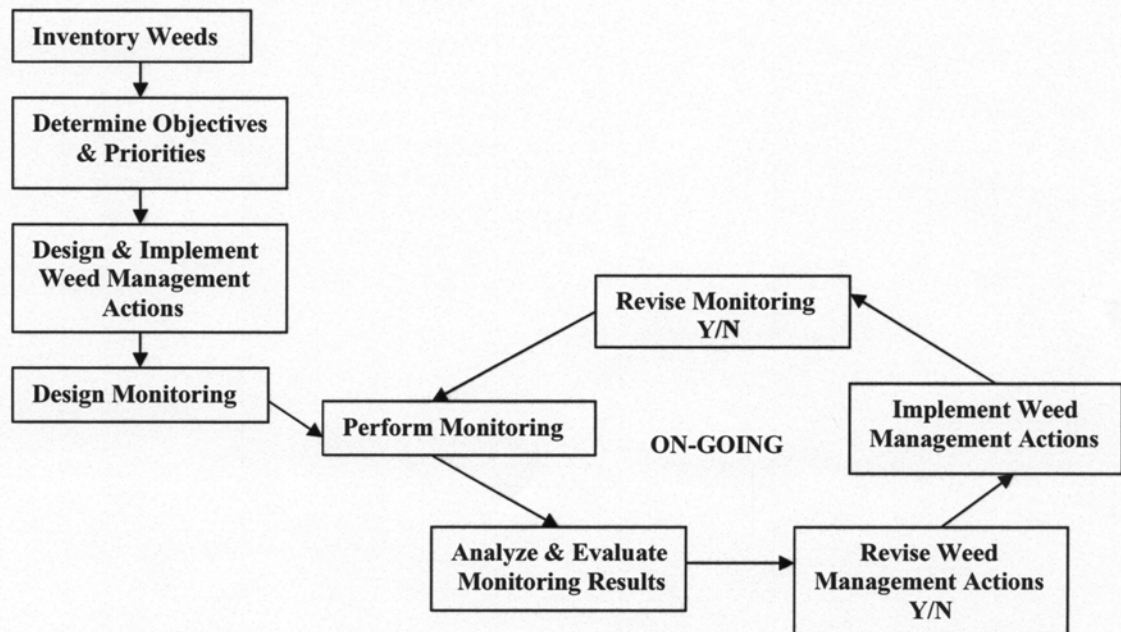 Inventory Weeds
Determine Objectives
& Priorities
Design & Implement
Weed Management
Actions
Design Monitoring
Perform Monitoring
Analyze & Evaluate
Monitoring Results
Revise Weed
Management Actions
Y/N
Implement Weed
Management Actions
Revise Monitoring
Y/N
ON-GOING